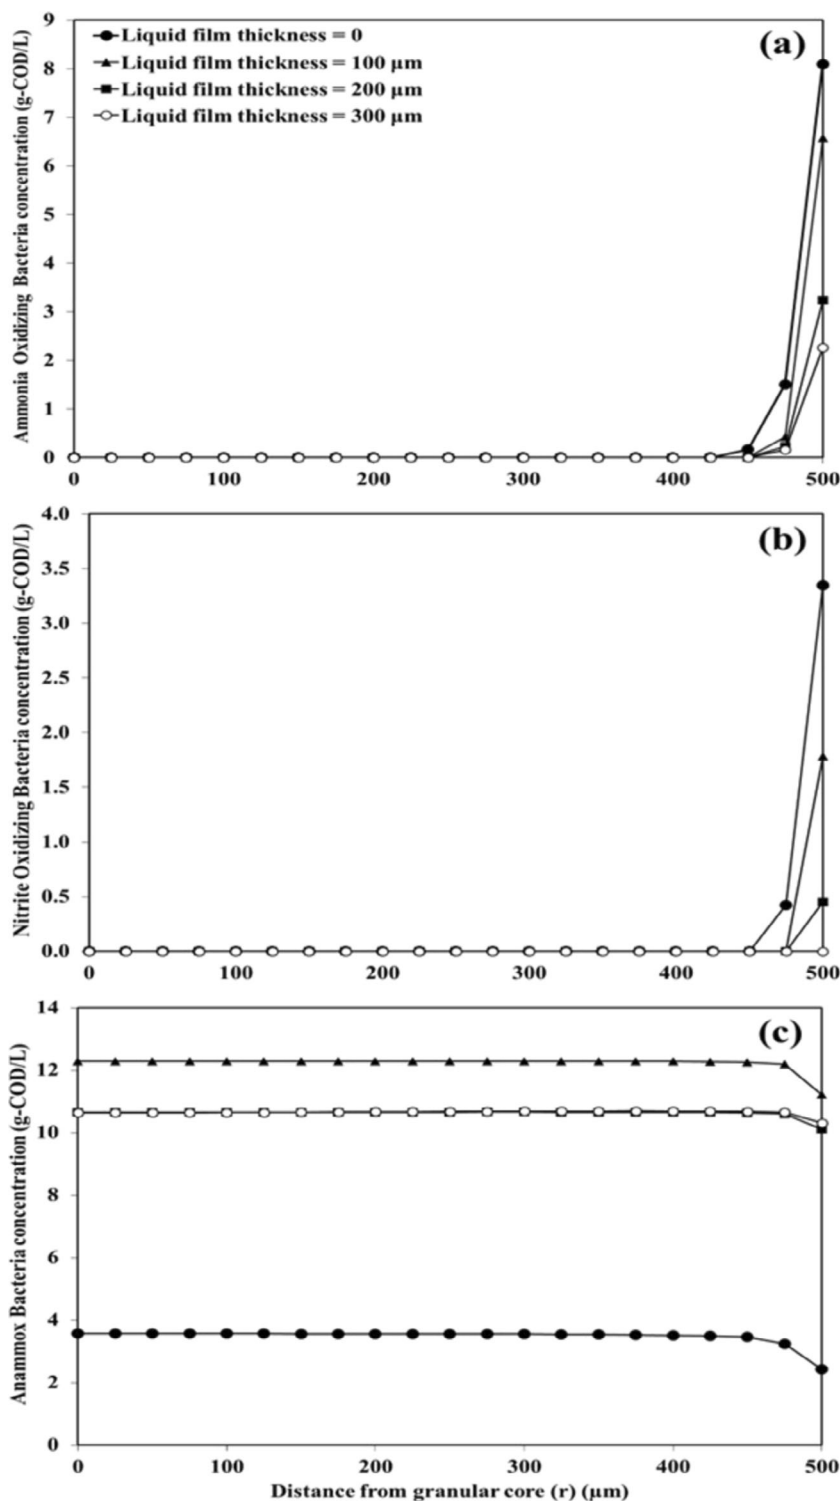 Ammonia Oxidizing Bacteria concentration (g-COD/L)
9
8
7
6
5
4
3
2
1
0
Liquid film thickness = 0
Liquid film thickness = 100 µm
Liquid film thickness = 200 µm
Liquid film thickness = 300 µm
(a)
0 100 200 300 400 500
Nitrite Oxidizing Bacteria concentration (g-COD/L)
4.0
3.5
3.0
2.5
2.0
1.5
1.0
0.5
0.0
(b)
0 100 200 300 400 500
Anammox Bacteria concentration (g-COD/L)
14
12
10
8
6
4
2
0
(c)
0 100 200 300 400 500
Distance from granular core (r) (µm)